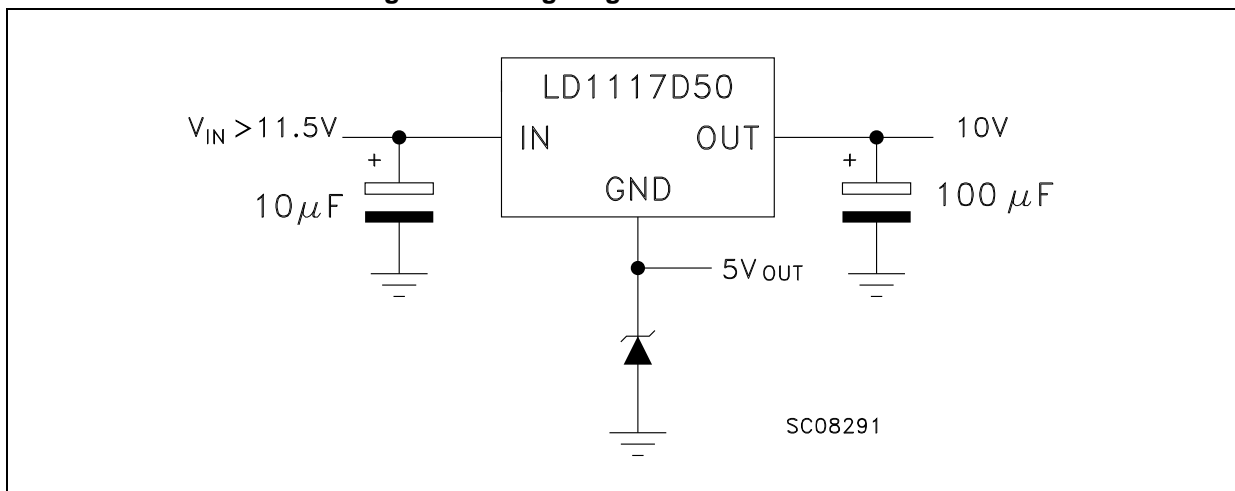 LD1117D50
V_IN >11.5V
IN
OUT
10V
+
+
GND
10μF
100 μF
5V_OUT
SC08291